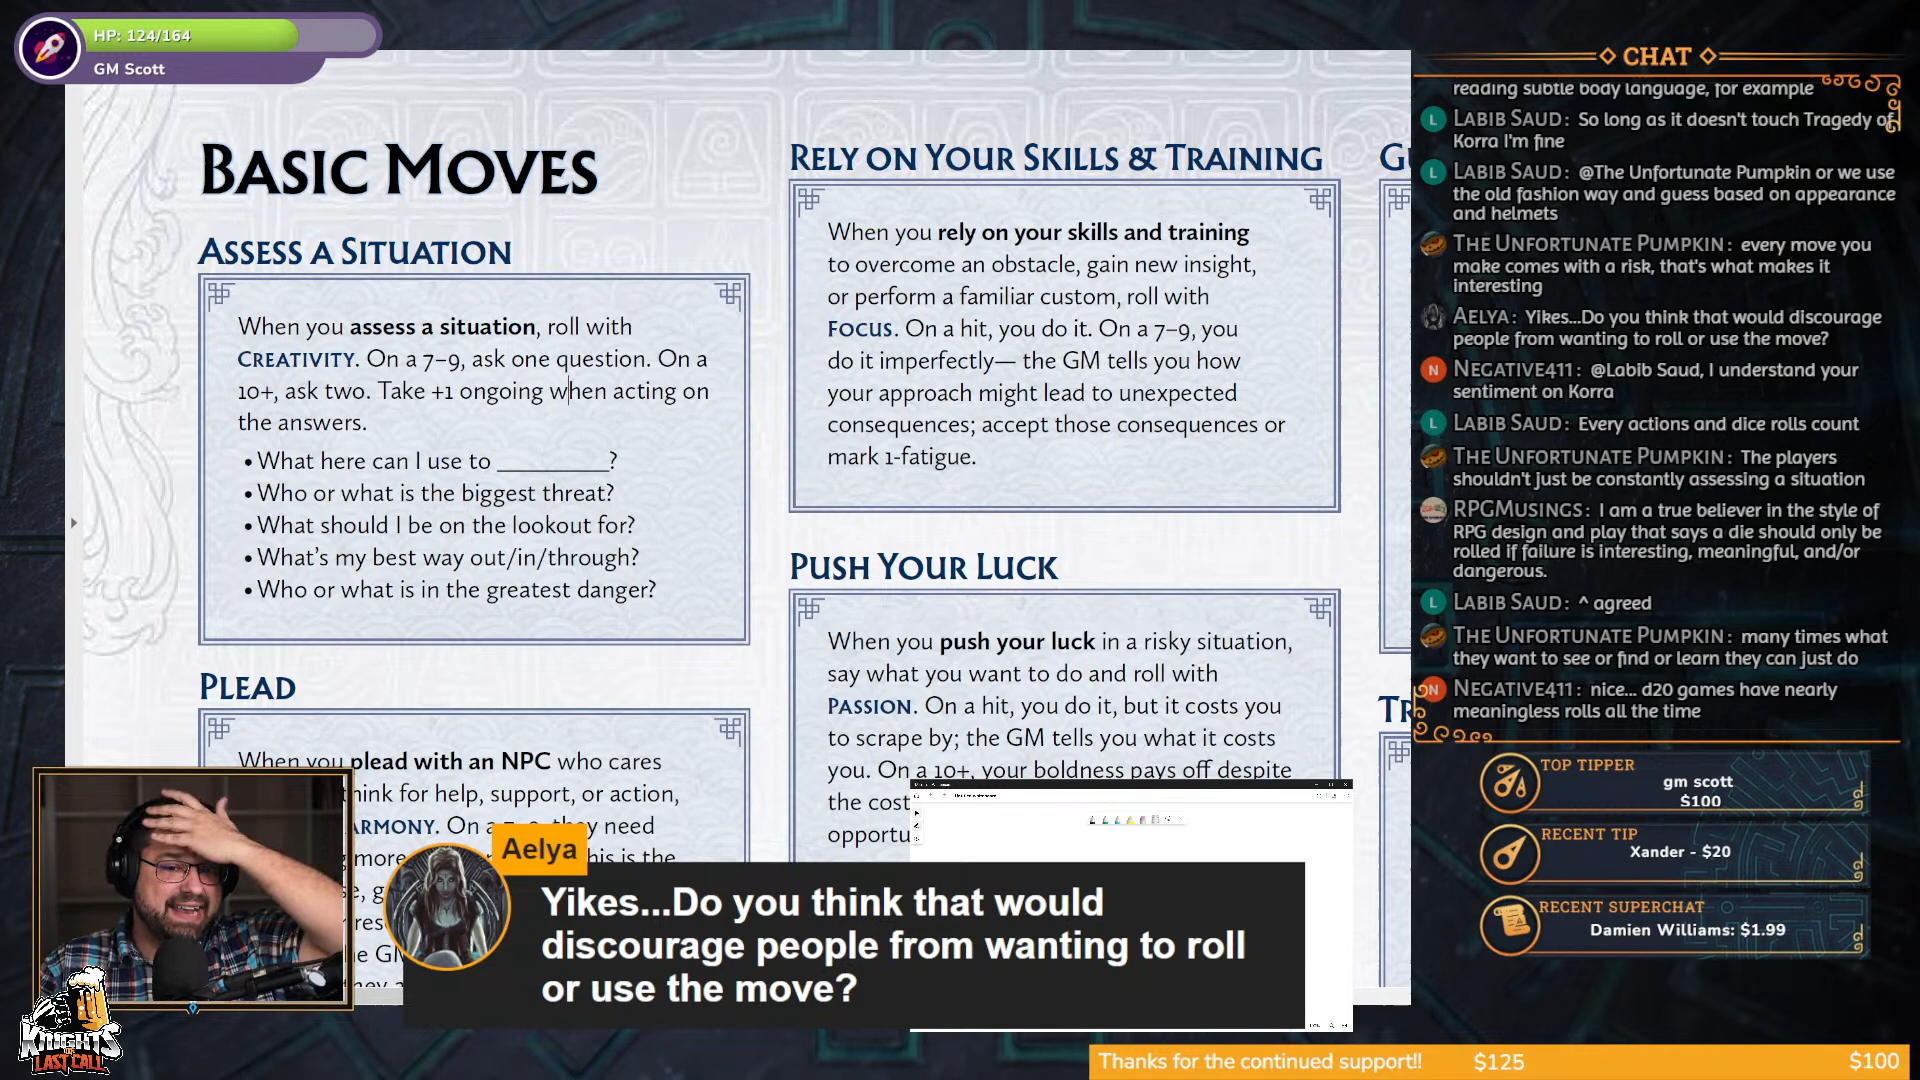 HP: 124/164
GM Scott
BASIC MOVES
ASSESS A SITUATION
When you assess a situation, roll with
CREATIVITY. On a 7–9, ask one question. On a
10+, ask two. Take +1 ongoing when acting on
the answers.
• What here can I use to __________?
• Who or what is the biggest threat?
• What should I be on the lookout for?
• What's my best way out/in/through?
• Who or what is in the greatest danger?
PLEAD
When you plead with an NPC who cares
think for help, support, or action,
ARMONY. On a
they need
more
his is the
RELY ON YOUR SKILLS & TRAINING
When you rely on your skills and training
to overcome an obstacle, gain new insight,
or perform a familiar custom, roll with
FOCUS. On a hit, you do it. On a 7–9, you
do it imperfectly— the GM tells you how
your approach might lead to unexpected
consequences; accept those consequences or
mark 1-fatigue.
PUSH YOUR LUCK
When you push your luck in a risky situation,
say what you want to do and roll with
PASSION. On a hit, you do it, but it costs you
to scrape by; the GM tells you what it costs
you. On a 10+, your boldness pays off despite
the cost
opportu
Aelya
Yikes...Do you think that would
discourage people from wanting to roll
or use the move?
KNIGHTS
LAST CALL
CHAT
reading subtle body language, for example
LABIB SAUD: So long as it doesn't touch Tragedy of
Korra I'm fine
LABIB SAUD: @The Unfortunate Pumpkin or we use
the old fashion way and guess based on appearance
and helmets
THE UNFORTUNATE PUMPKIN: every move you
make comes with a risk, that's what makes it
interesting
AELYA: Yikes...Do you think that would discourage
people from wanting to roll or use the move?
NEGATIVE411: @Labib Saud, I understand your
sentiment on Korra
LABIB SAUD: Every actions and dice rolls count
THE UNFORTUNATE PUMPKIN: The players
shouldn't just be constantly assessing a situation
RPGMUSINGS: I am a true believer in the style of
RPG design and play that says a die should only be
rolled if failure is interesting, meaningful, and/or
dangerous.
LABIB SAUD: ^ agreed
THE UNFORTUNATE PUMPKIN: many times what
they want to see or find or learn they can just do
NEGATIVE411: nice... d20 games have nearly
meaningless rolls all the time
TOP TIPPER
gm scott
$100
RECENT TIP
Xander - $20
RECENT SUPERCHAT
Damien Williams: $1.99
Thanks for the continued support!! $125 $100